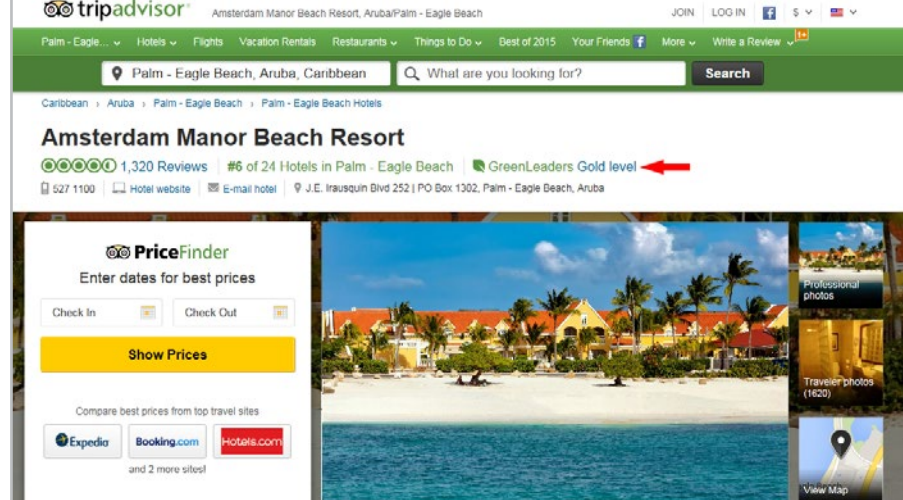 tripadvisor Amsterdam Manor Beach Resort, Aruba/Palm - Eagle Beach JOIN LOG IN f $
Palm - Eagle... Hotels Flights Vacation Rentals Restaurants Things to Do Best of 2015 Your Friends f More Write a Review
Palm - Eagle Beach, Aruba, Caribbean What are you looking for? Search
Caribbean › Aruba › Palm - Eagle Beach › Palm - Eagle Beach Hotels
Amsterdam Manor Beach Resort
1,320 Reviews #6 of 24 Hotels in Palm - Eagle Beach GreenLeaders Gold level
527 1100 Hotel website E-mail hotel J.E. Irausquin Blvd 252 | PO Box 1302, Palm - Eagle Beach, Aruba
PriceFinder
Enter dates for best prices
Check In Check Out
Show Prices
Compare best prices from top travel sites
Expedia Booking.com Hotels.com
and 2 more sites!
Professional
photos
Traveler photos
(1620)
View Map